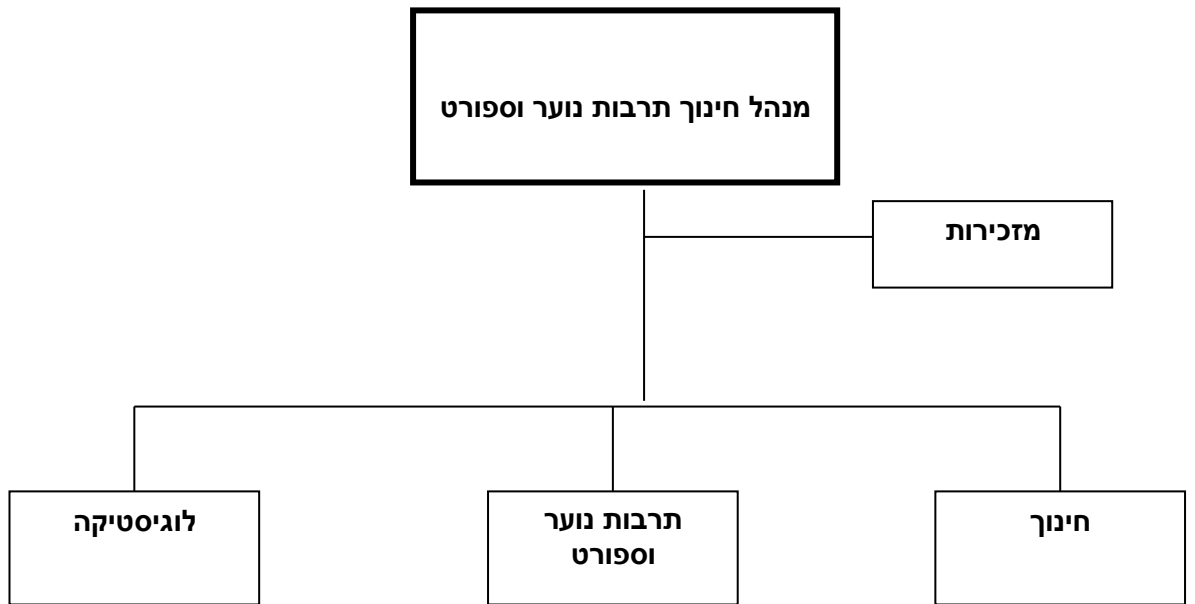 מנהל חינוך תרבות נוער וספורט
מזכירות
חינוך
תרבות נוער
וספורט
לוגיסטיקה